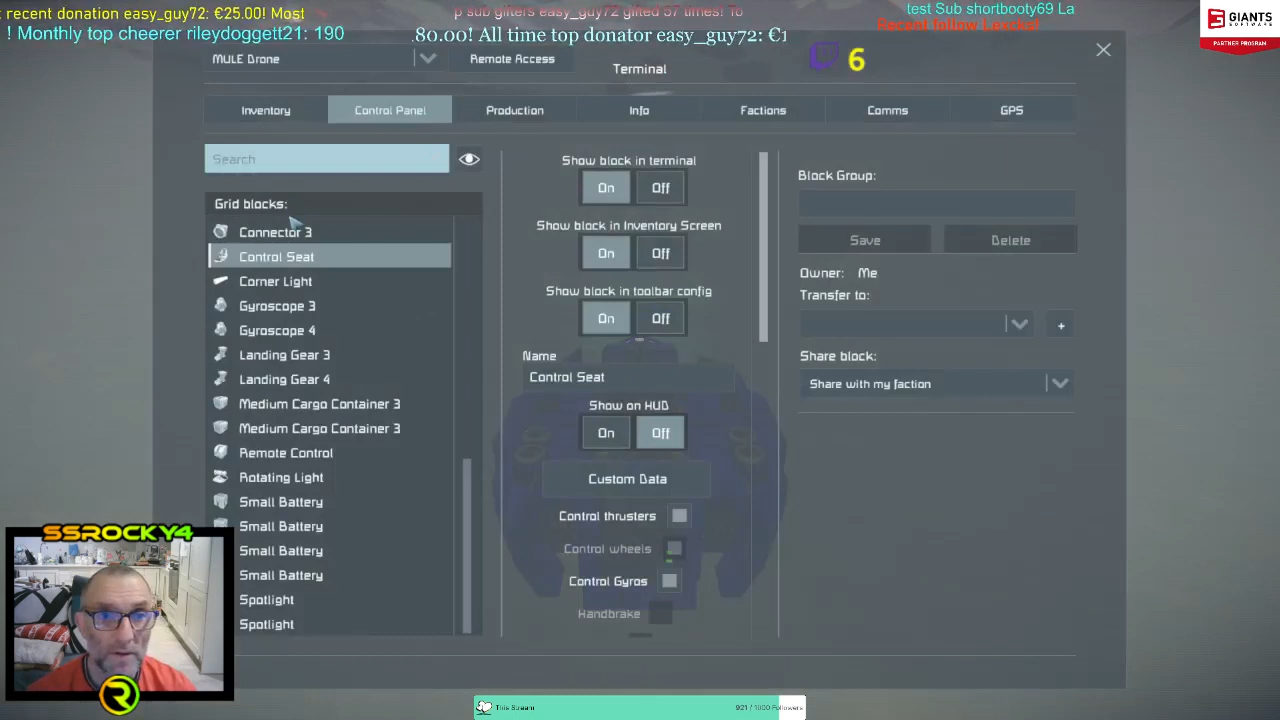 recent donation easy_guy72: €25.00! Most
p sub gifters easy_guy72 gifted 57 times! To
test Sub shortbooty69 La
! Monthly top cheerer rileydoggett21: 190
.80.00! All time top donator easy_guy72: €1
GIANTS
SOFTWARE
PARTNER PROGRAM
MULE Drone
Remote Access
Terminal
6
Inventory
Control Panel
Production
Info
Factions
Comms
GPS
Search
Grid blocks:
Connector 3
Control Seat
Corner Light
Gyroscope 3
Gyroscope 4
Landing Gear 3
Landing Gear 4
Medium Cargo Container 3
Medium Cargo Container 3
Remote Control
Rotating Light
Small Battery
Small Battery
Small Battery
Small Battery
Spotlight
Spotlight
Show block in terminal
On Off
Show block in Inventory Screen
On Off
Show block in toolbar config
On Off
Name
Control Seat
Show on HUD
On Off
Custom Data
Control thrusters
Control wheels
Control Gyros
Handbrake
Block Group:
Save
Delete
Owner: Me
Transfer to:
+
Share block:
Share with my faction
SSROCKY4
This Stream
921 / 1000 Followers